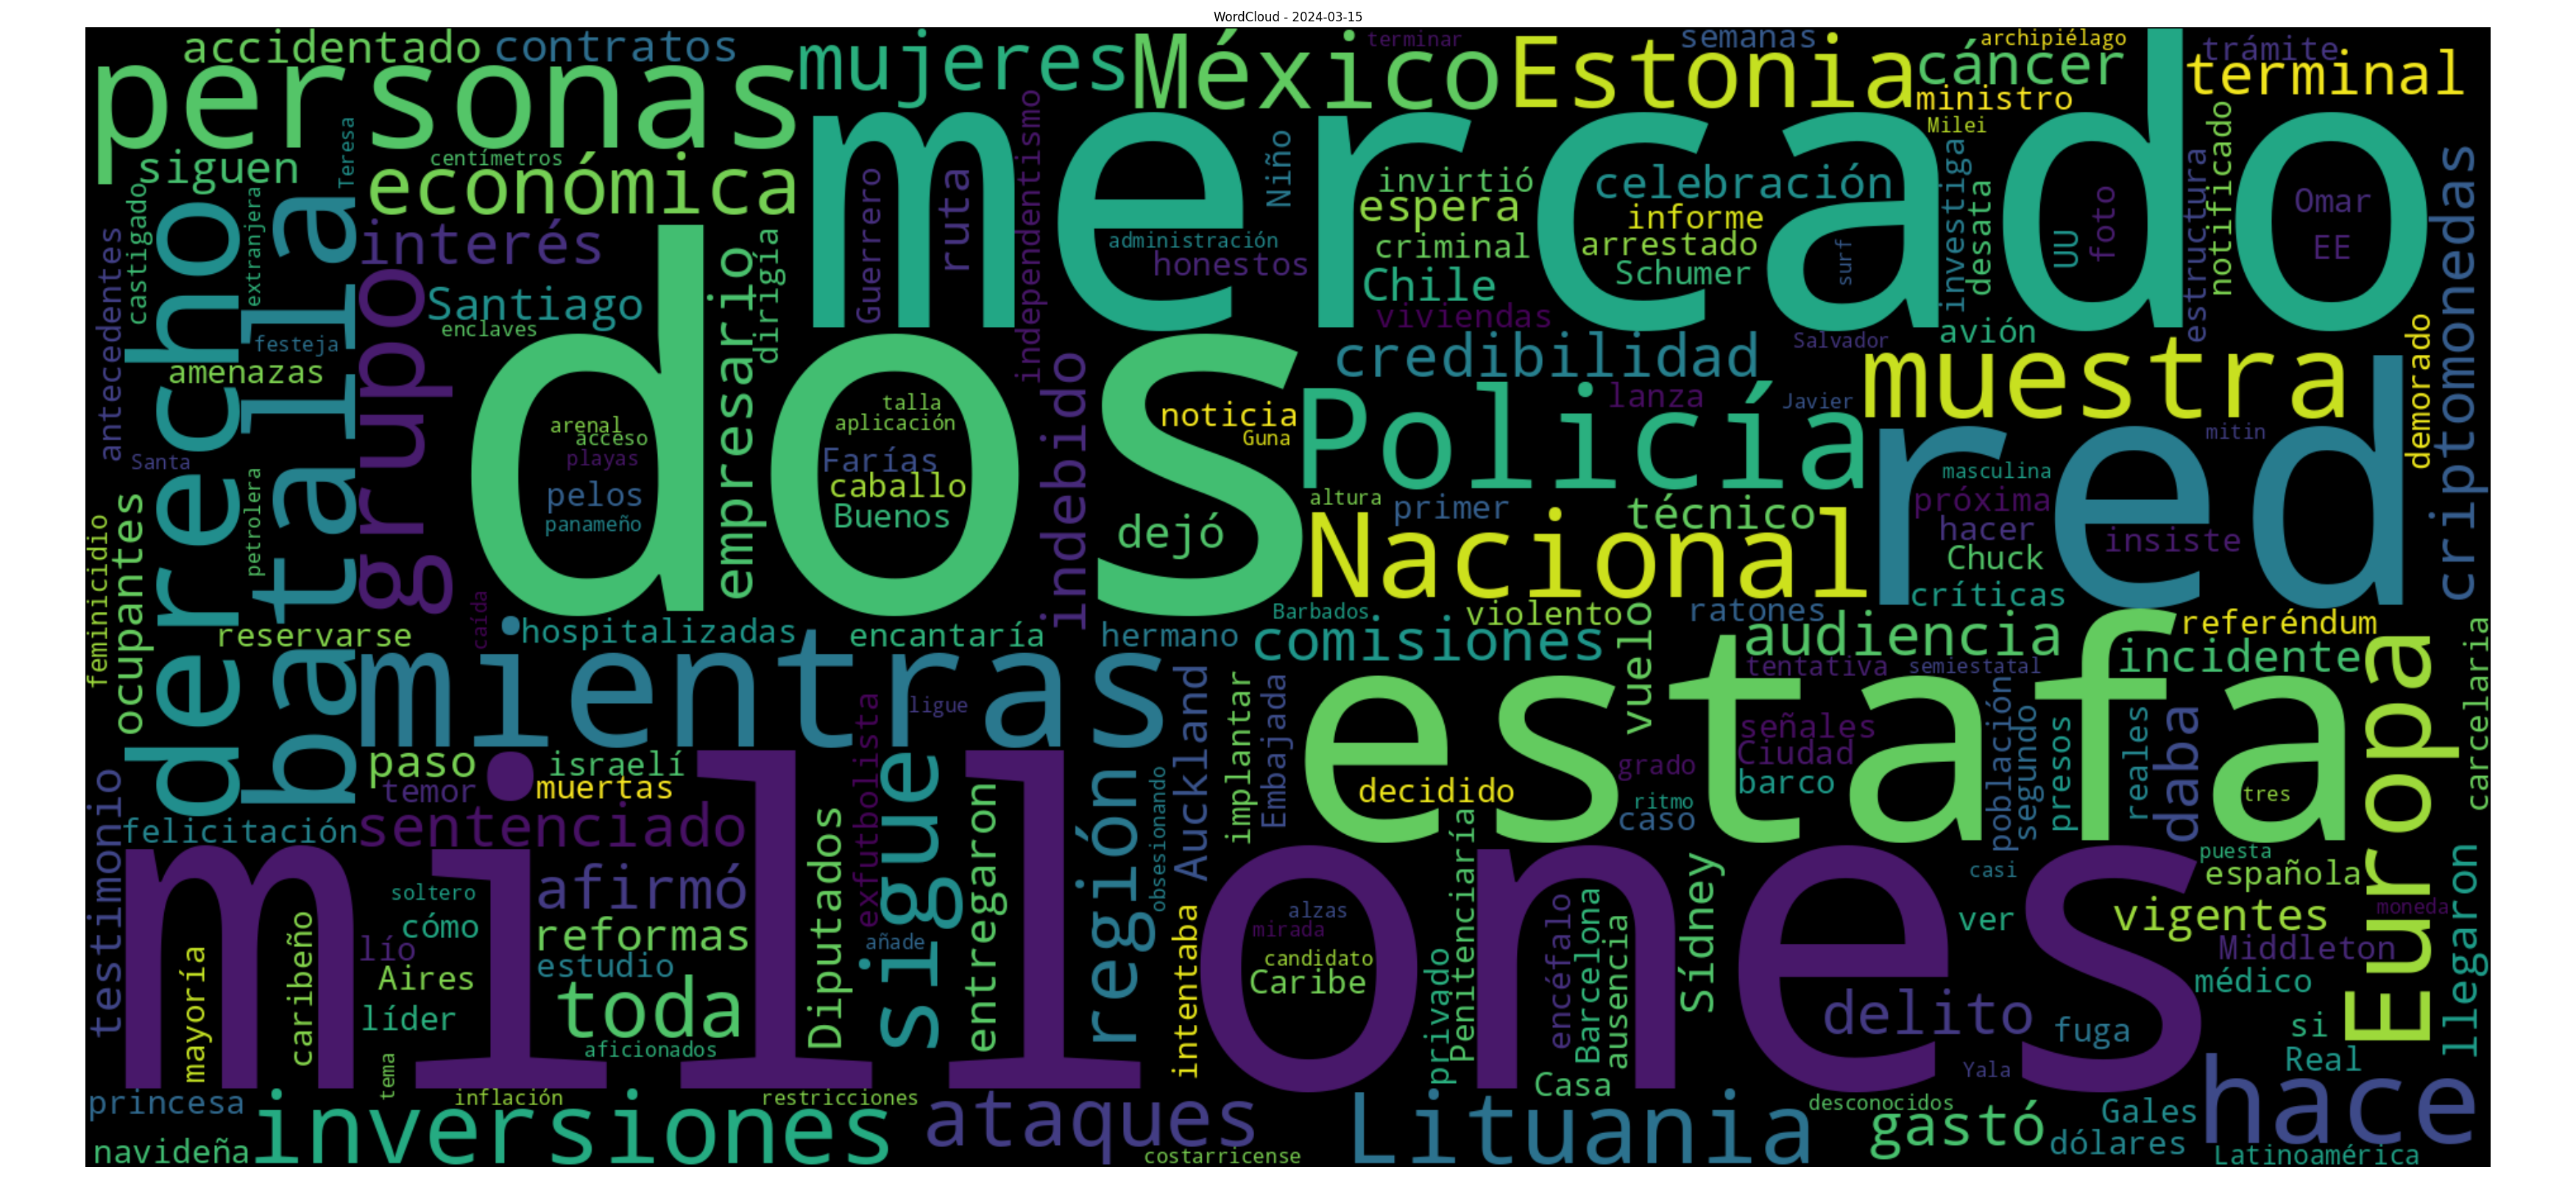 WordCloud - 2024-03-15
accidentado
contratos
personas
mujeres
México
terminar
Estonia
semanas
cáncer
archipiélago
trámite
terminal
ministro
Milei
mercado
siguen
Teresa
centímetros
económica
castigado
extranjera
antecedentes
derecho
batalla
interés
grupo
Santiago
enclaves
festeja
amenazas
dos
empresario
dirigía
Guerrero
ruta
independentismo
administración
honestos
Niño
invirtió
espera
criminal
Chile
viviendas
celebración
informe
arrestado
Schumer
surf
investiga
desata
UU
foto
estructura
notificado
Omar
EE
criptomonedas
credibilidad
Salvador
avión
muestra
demorado
lanza
Javier
Policía
red
mitin
masculina
próxima
hacer
Chuck
insiste
críticas
arenal
acceso
playas
pelos
panameño
talla
aplicación
Farías
caballo
Buenos
indebido
noticia
Guna
dejó
altura
primer
técnico
Nacional
Santa
petrolera
feminicidio
ocupantes
reservarse
caída
hospitalizadas
encantaría
hermano
Barbados
violento
ratones
comisiones
vuelo
audiencia
referéndum
incidente
tentativa
semiestatal
Europa
carcelaria
mientras
ligue
exfutbolista
sigue
Auckland
implantar
Embajada
estafa
señales
Ciudad
barco
grado
ritmo
caso
decidido
población
segundo
presos
reales
daba
tres
paso
temor
israelí
muertas
felicitación
sentenciado
testimonio
millones
afirmó
reformas
estudio
toda
aficionados
soltero
cómo
lío
Aires
líder
tema
mayoría
caribeño
Diputados
añade
entregaron
región
obsesionando
intentaba
alzas
mirada
candidato
Caribe
privado
Penitenciaría
encéfalo
Barcelona
ausencia
Sídney
Casa
casi
ver
puesta
española
vigentes
moneda
Middleton
médico
llegaron
delito
fuga
si
Real
Yala
princesa
navideña
inversiones
inflación
restricciones
ataques
costarricense
Lituania
desconocidos
gastó
Gales
dólares
hace
Latinoamérica